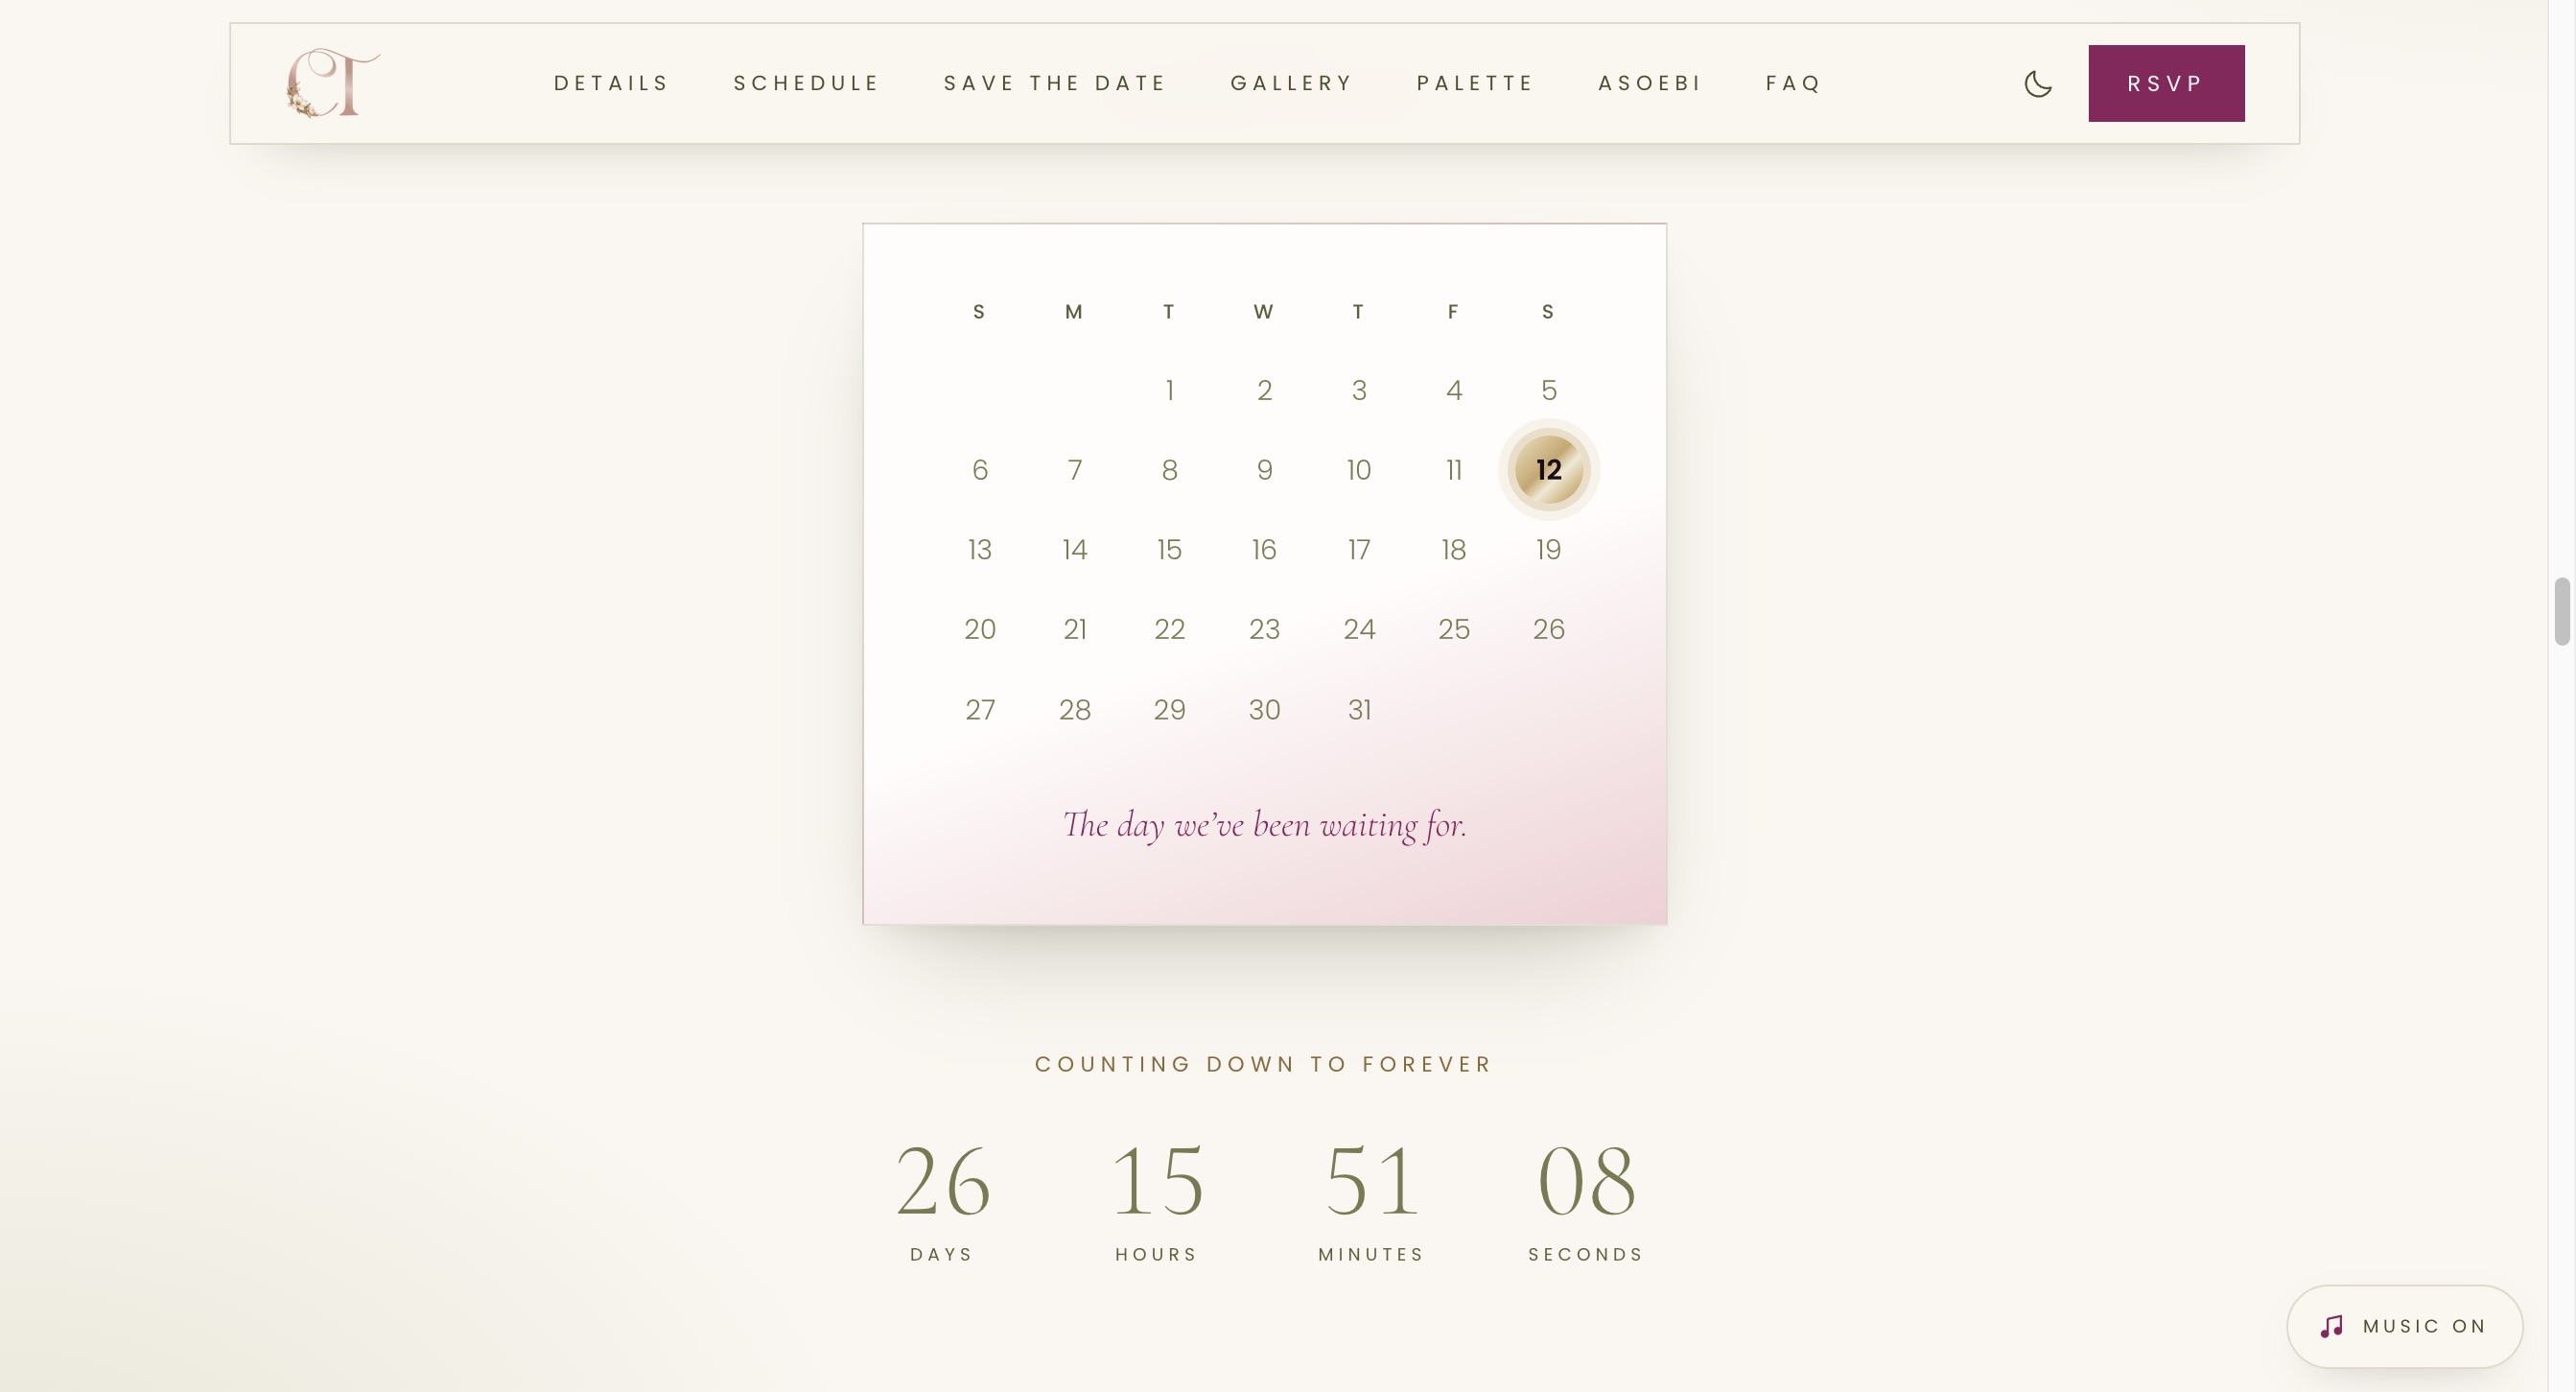 CT
DETAILS SCHEDULE SAVE THE DATE GALLERY PALETTE ASOEBI FAQ RSVP
S M T W T F S
1 2 3 4 5
6 7 8 9 10 11 12
13 14 15 16 17 18 19
20 21 22 23 24 25 26
27 28 29 30 31
The day we’ve been waiting for.
COUNTING DOWN TO FOREVER
26 15 51 08
DAYS HOURS MINUTES SECONDS
MUSIC ON